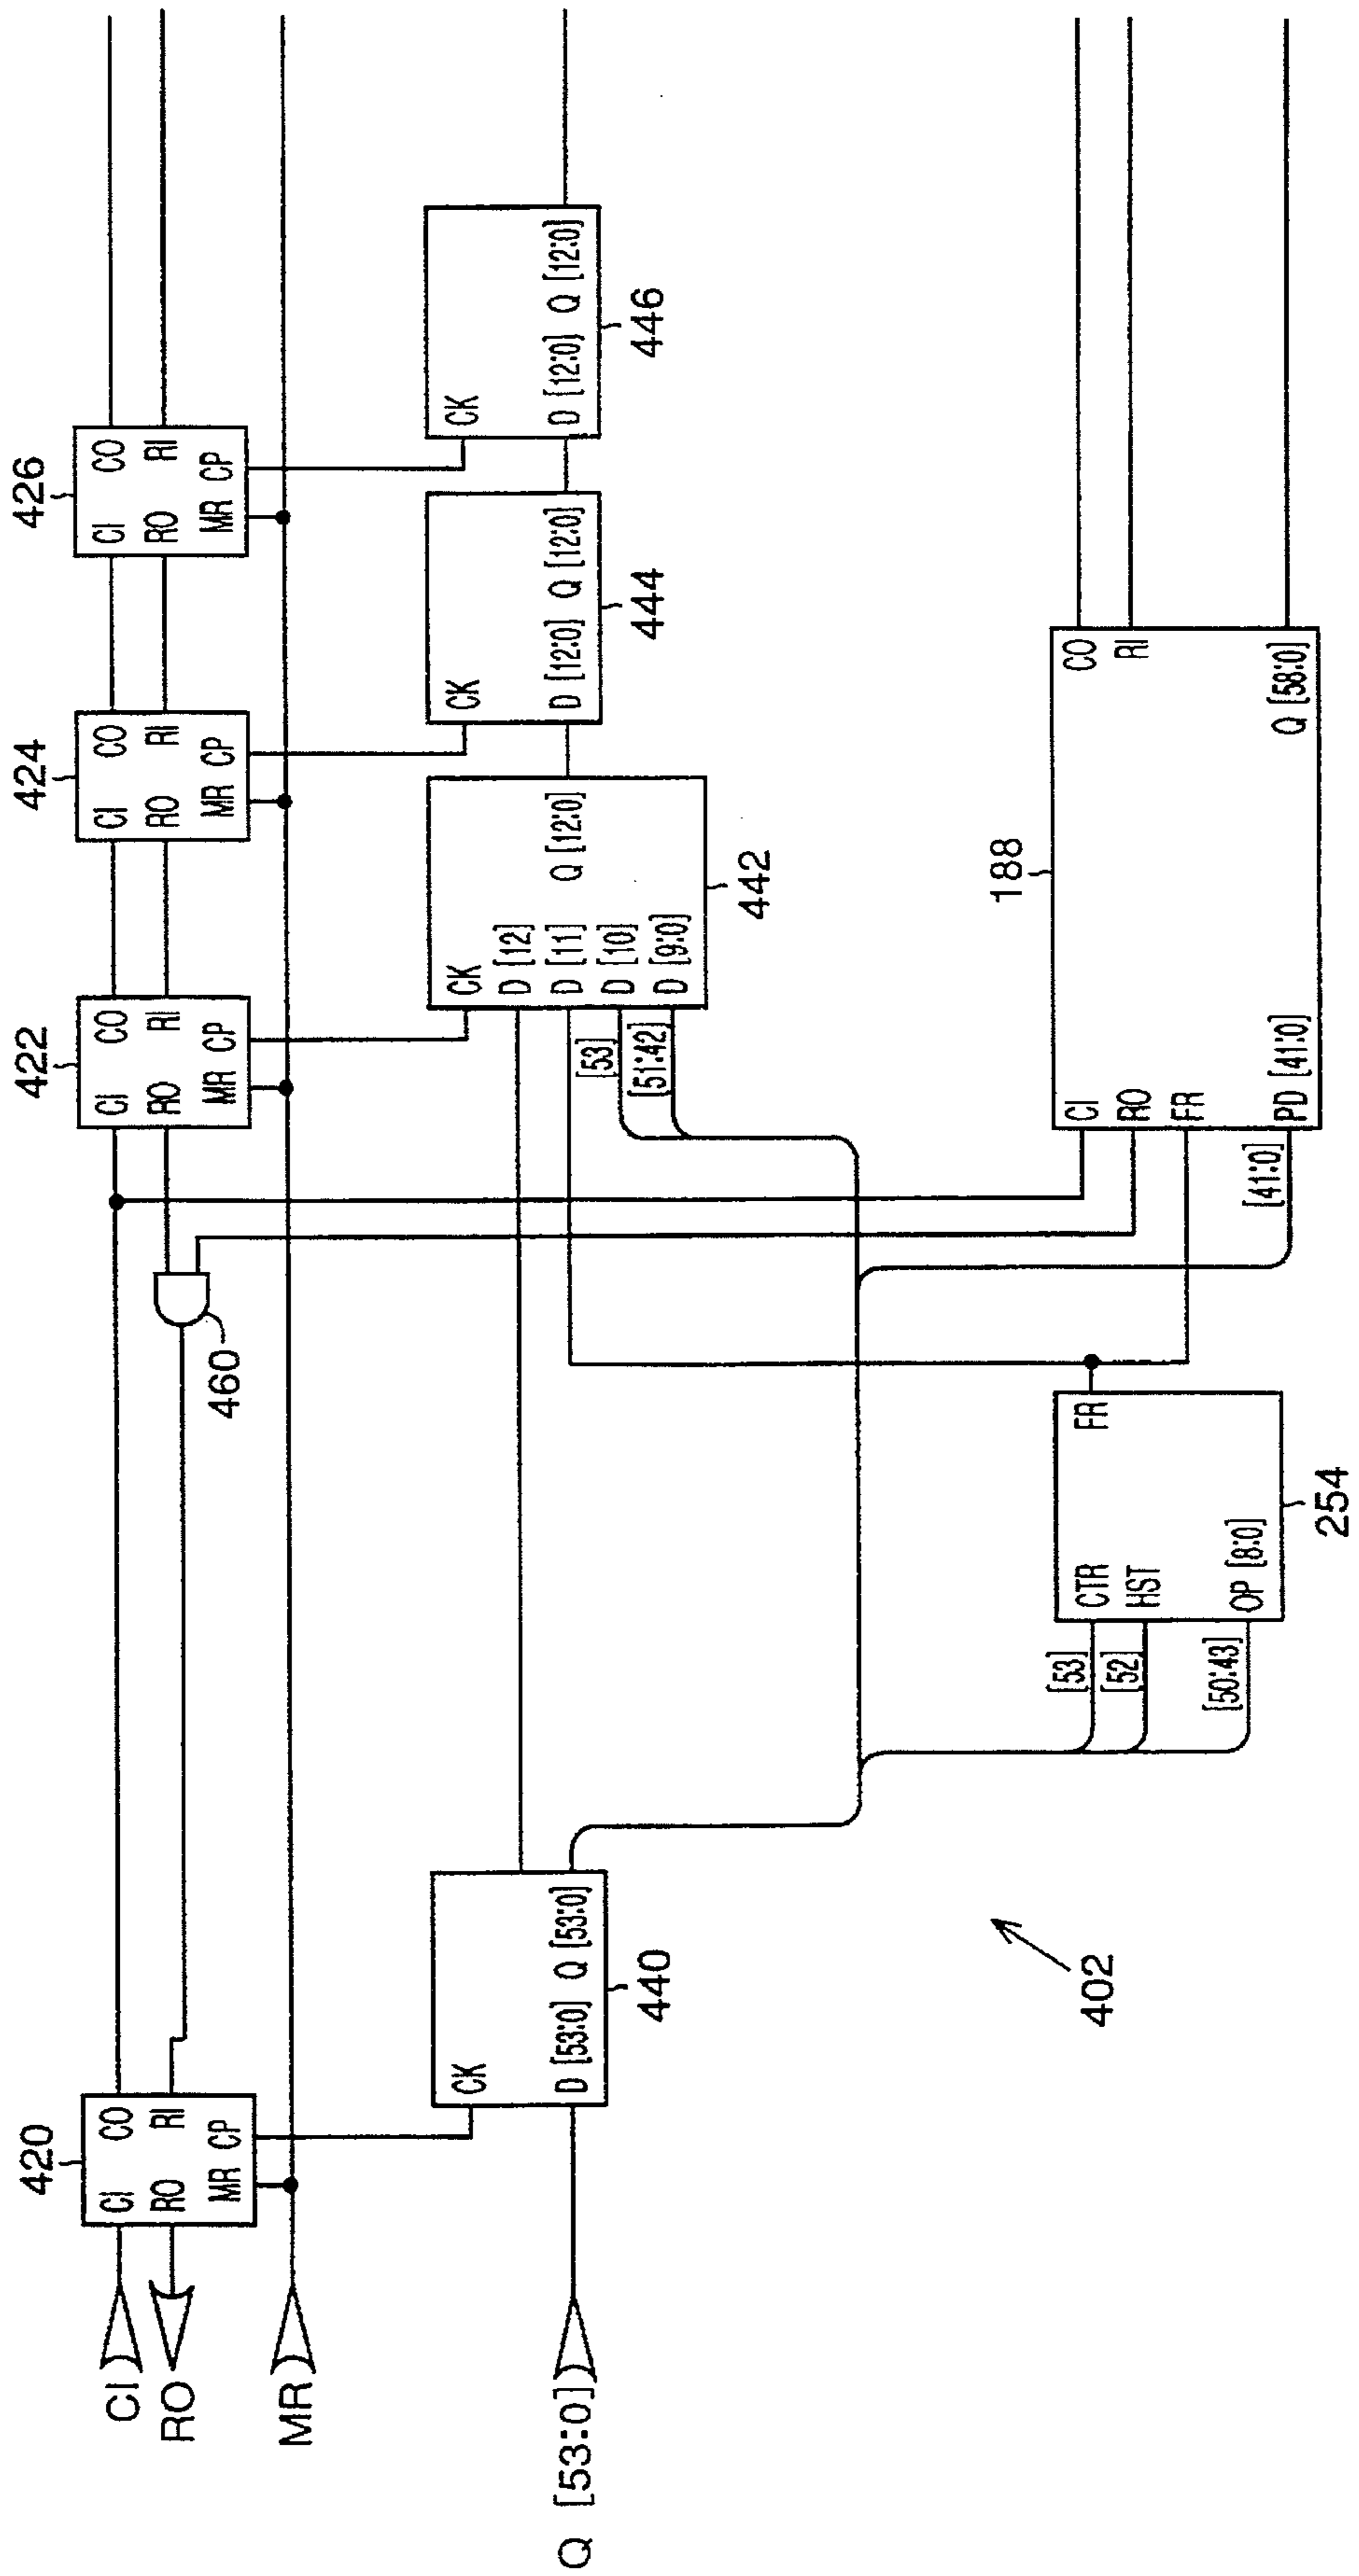 420
CI CO
RO RI
MR CP
422
CI CO
RO RI
MR CP
424
CI CO
RO RI
MR CP
426
CI CO
RO RI
MR CP
CI
RO
MR
460
CK
D [53:0] Q [53:0]
440
Q [53:0]
CK
D [12]
D [11] Q [12:0]
D [10]
D [9:0]
[53]
[51:42]
442
CK
D [12:0] Q [12:0]
444
CK
D [12:0] Q [12:0]
446
402
[53]
[52]
[50:43]
CTR FR
HST
OP [8:0]
254
188
CI CO
RO RI
FR
PD [41:0] Q [58:0]
[41:0]